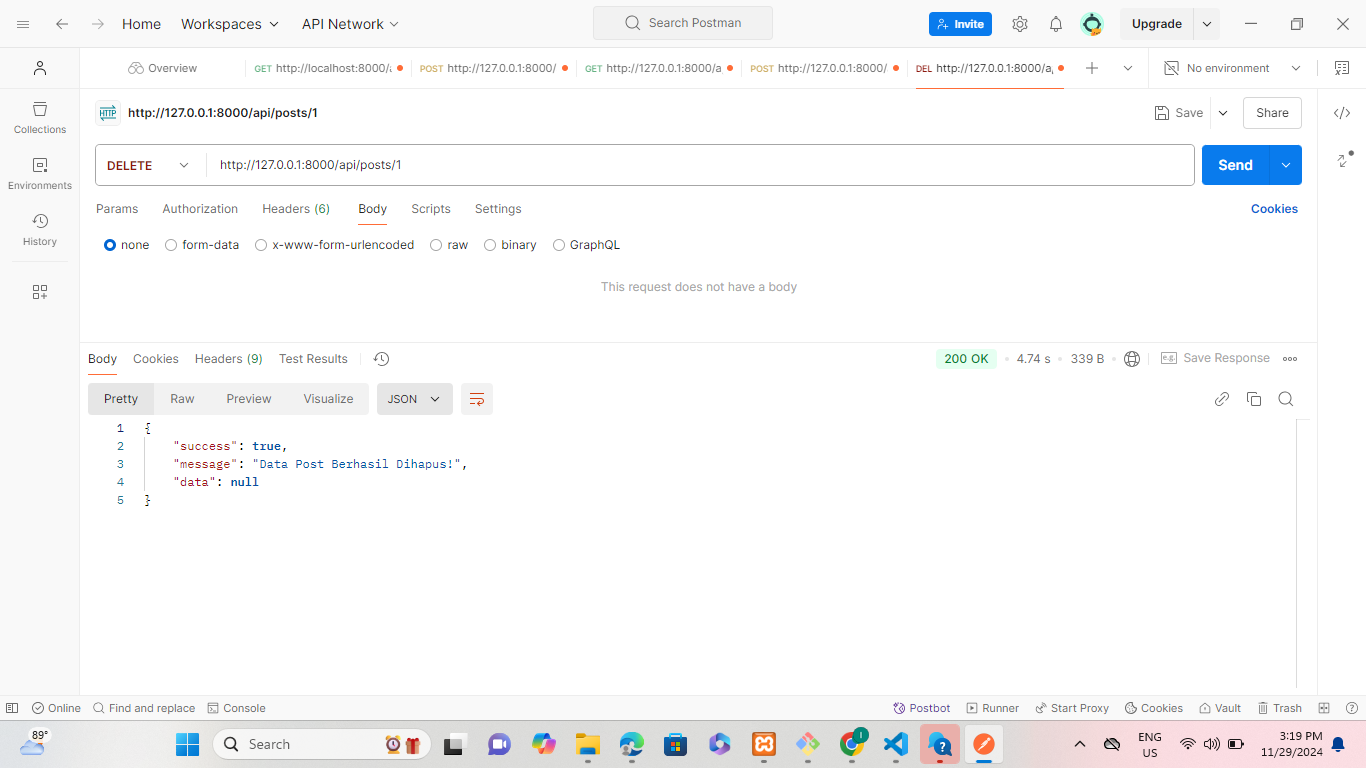 Home Workspaces API Network Search Postman Invite Upgrade
Overview GET http://localhost:8000/a POST http://127.0.0.1:8000/ GET http://127.0.0.1:8000/a POST http://127.0.0.1:8000/ DEL http://127.0.0.1:8000/a No environment
HTTP http://127.0.0.1:8000/api/posts/1 Save Share
Collections
DELETE http://127.0.0.1:8000/api/posts/1 Send
Environments
Params Authorization Headers (6) Body Scripts Settings Cookies
History
none form-data x-www-form-urlencoded raw binary GraphQL
This request does not have a body
Body Cookies Headers (9) Test Results 200 OK 4.74 s 339 B e.g. Save Response
Pretty Raw Preview Visualize JSON
1 {
2 "success": true,
3 "message": "Data Post Berhasil Dihapus!",
4 "data": null
5 }
Online Find and replace Console Postbot Runner Start Proxy Cookies Vault Trash
89° Search 1 ENG 3:19 PM
US 11/29/2024